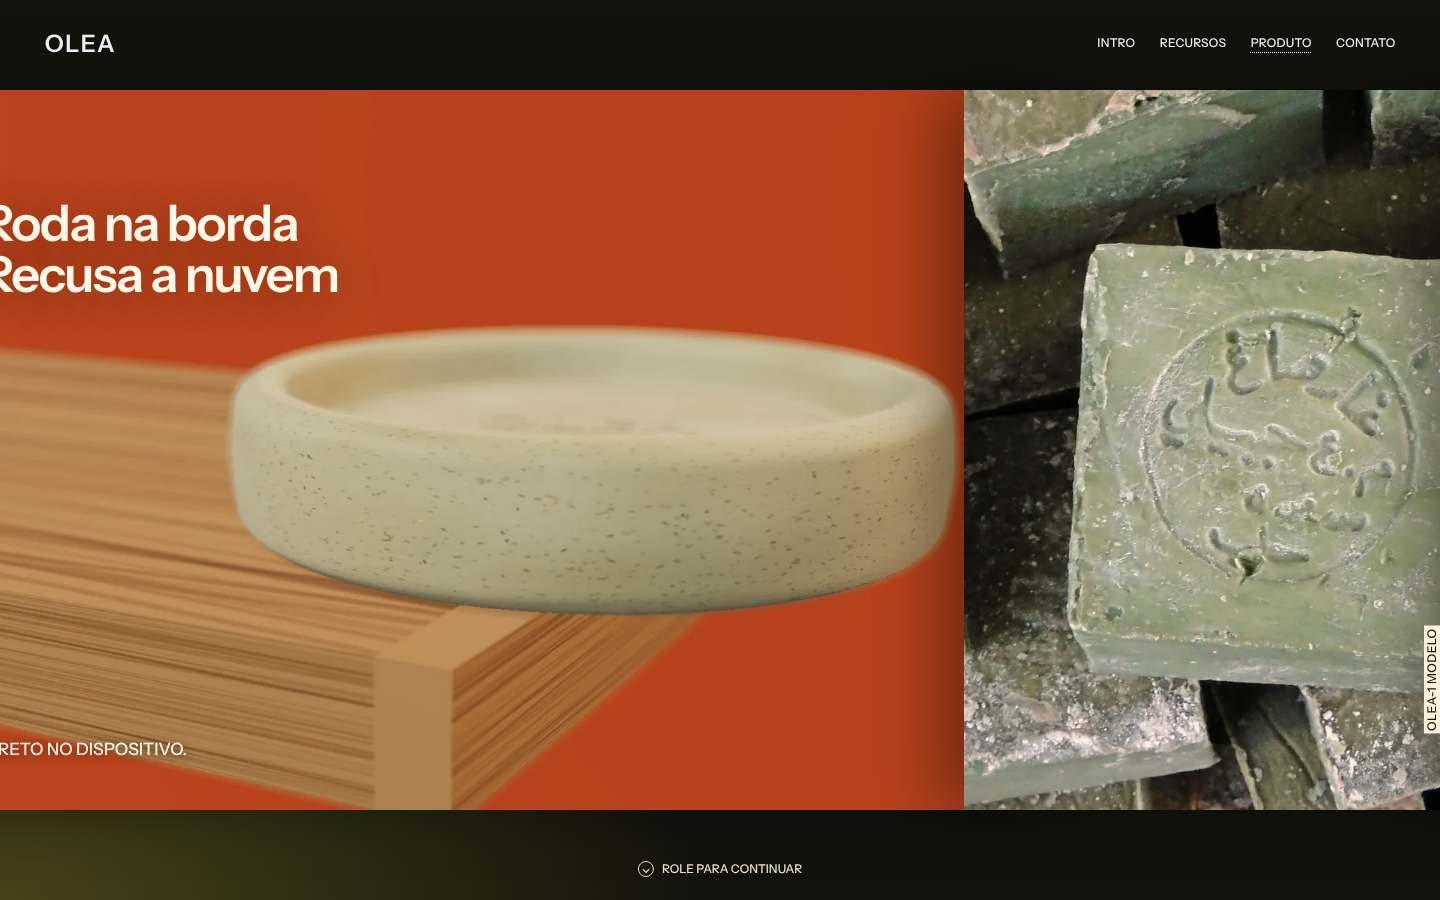 OLEA
INTRO
RECURSOS
PRODUTO
CONTATO
Roda na borda
Recusa a nuvem
RETO NO DISPOSITIVO.
OLEA-1 MODELO
ROLE PARA CONTINUAR